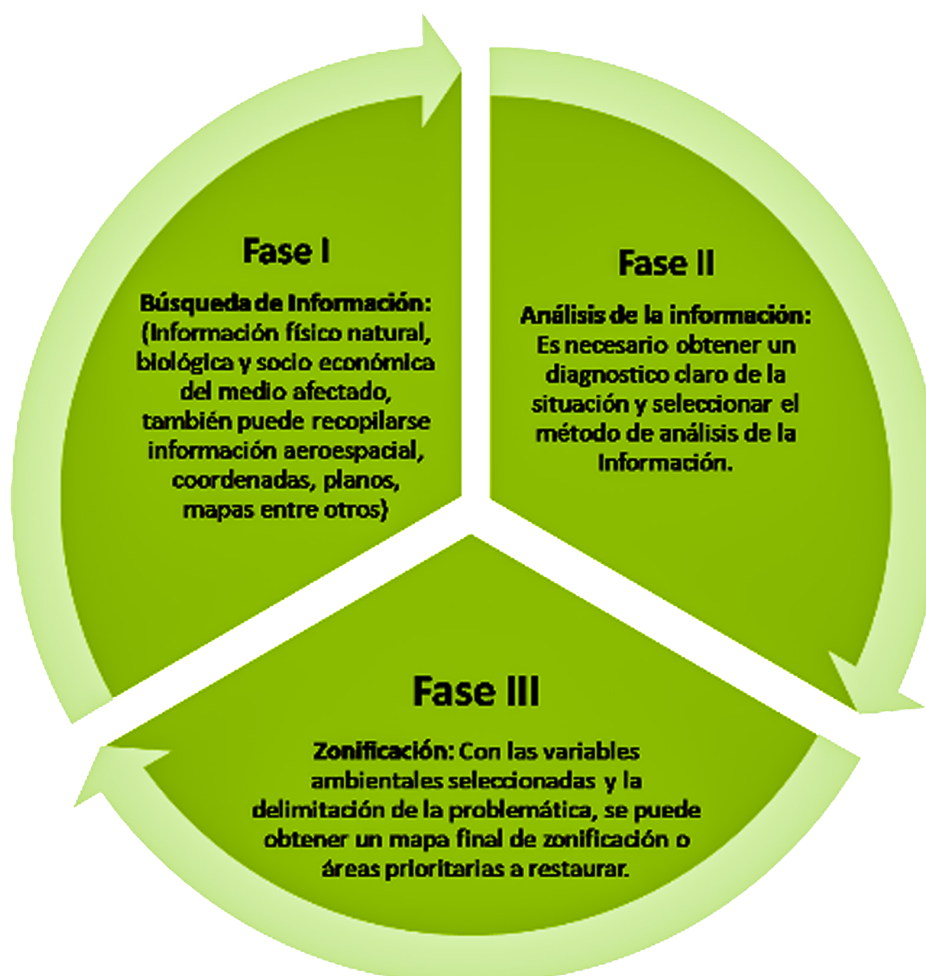 Fase I
Búsqueda de Información:
(Información físico natural,
biológica y socio económica
del medio afectado,
también puede recopilarse
información aeroespacial,
coordenadas, planos,
mapas entre otros)
Fase II
Análisis de la información:
Es necesario obtener un
diagnostico claro de la
situación y seleccionar el
método de análisis de la
Información.
Fase III
Zonificación: Con las variables
ambientales seleccionadas y la
delimitación de la problemática, se puede
obtener un mapa final de zonificación o
áreas prioritarias a restaurar.